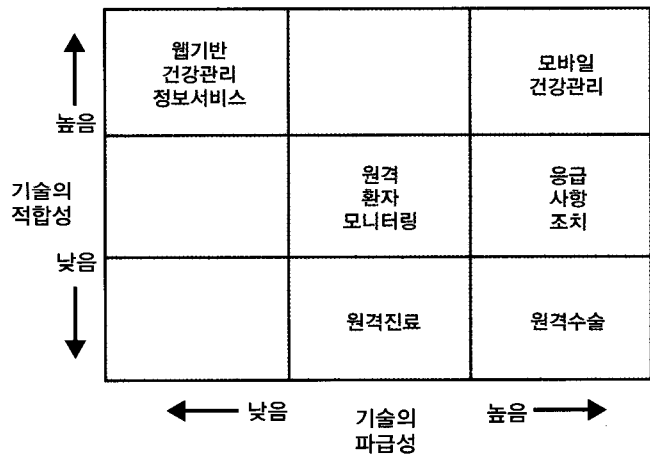 웹기반
건강관리
정보서비스
모바일
건강관리
높음
기술의
적합성
원격
환자
모니터링
응급
사항
조치
낮음
원격진료
원격수술
낮음
기술의
파급성
높음